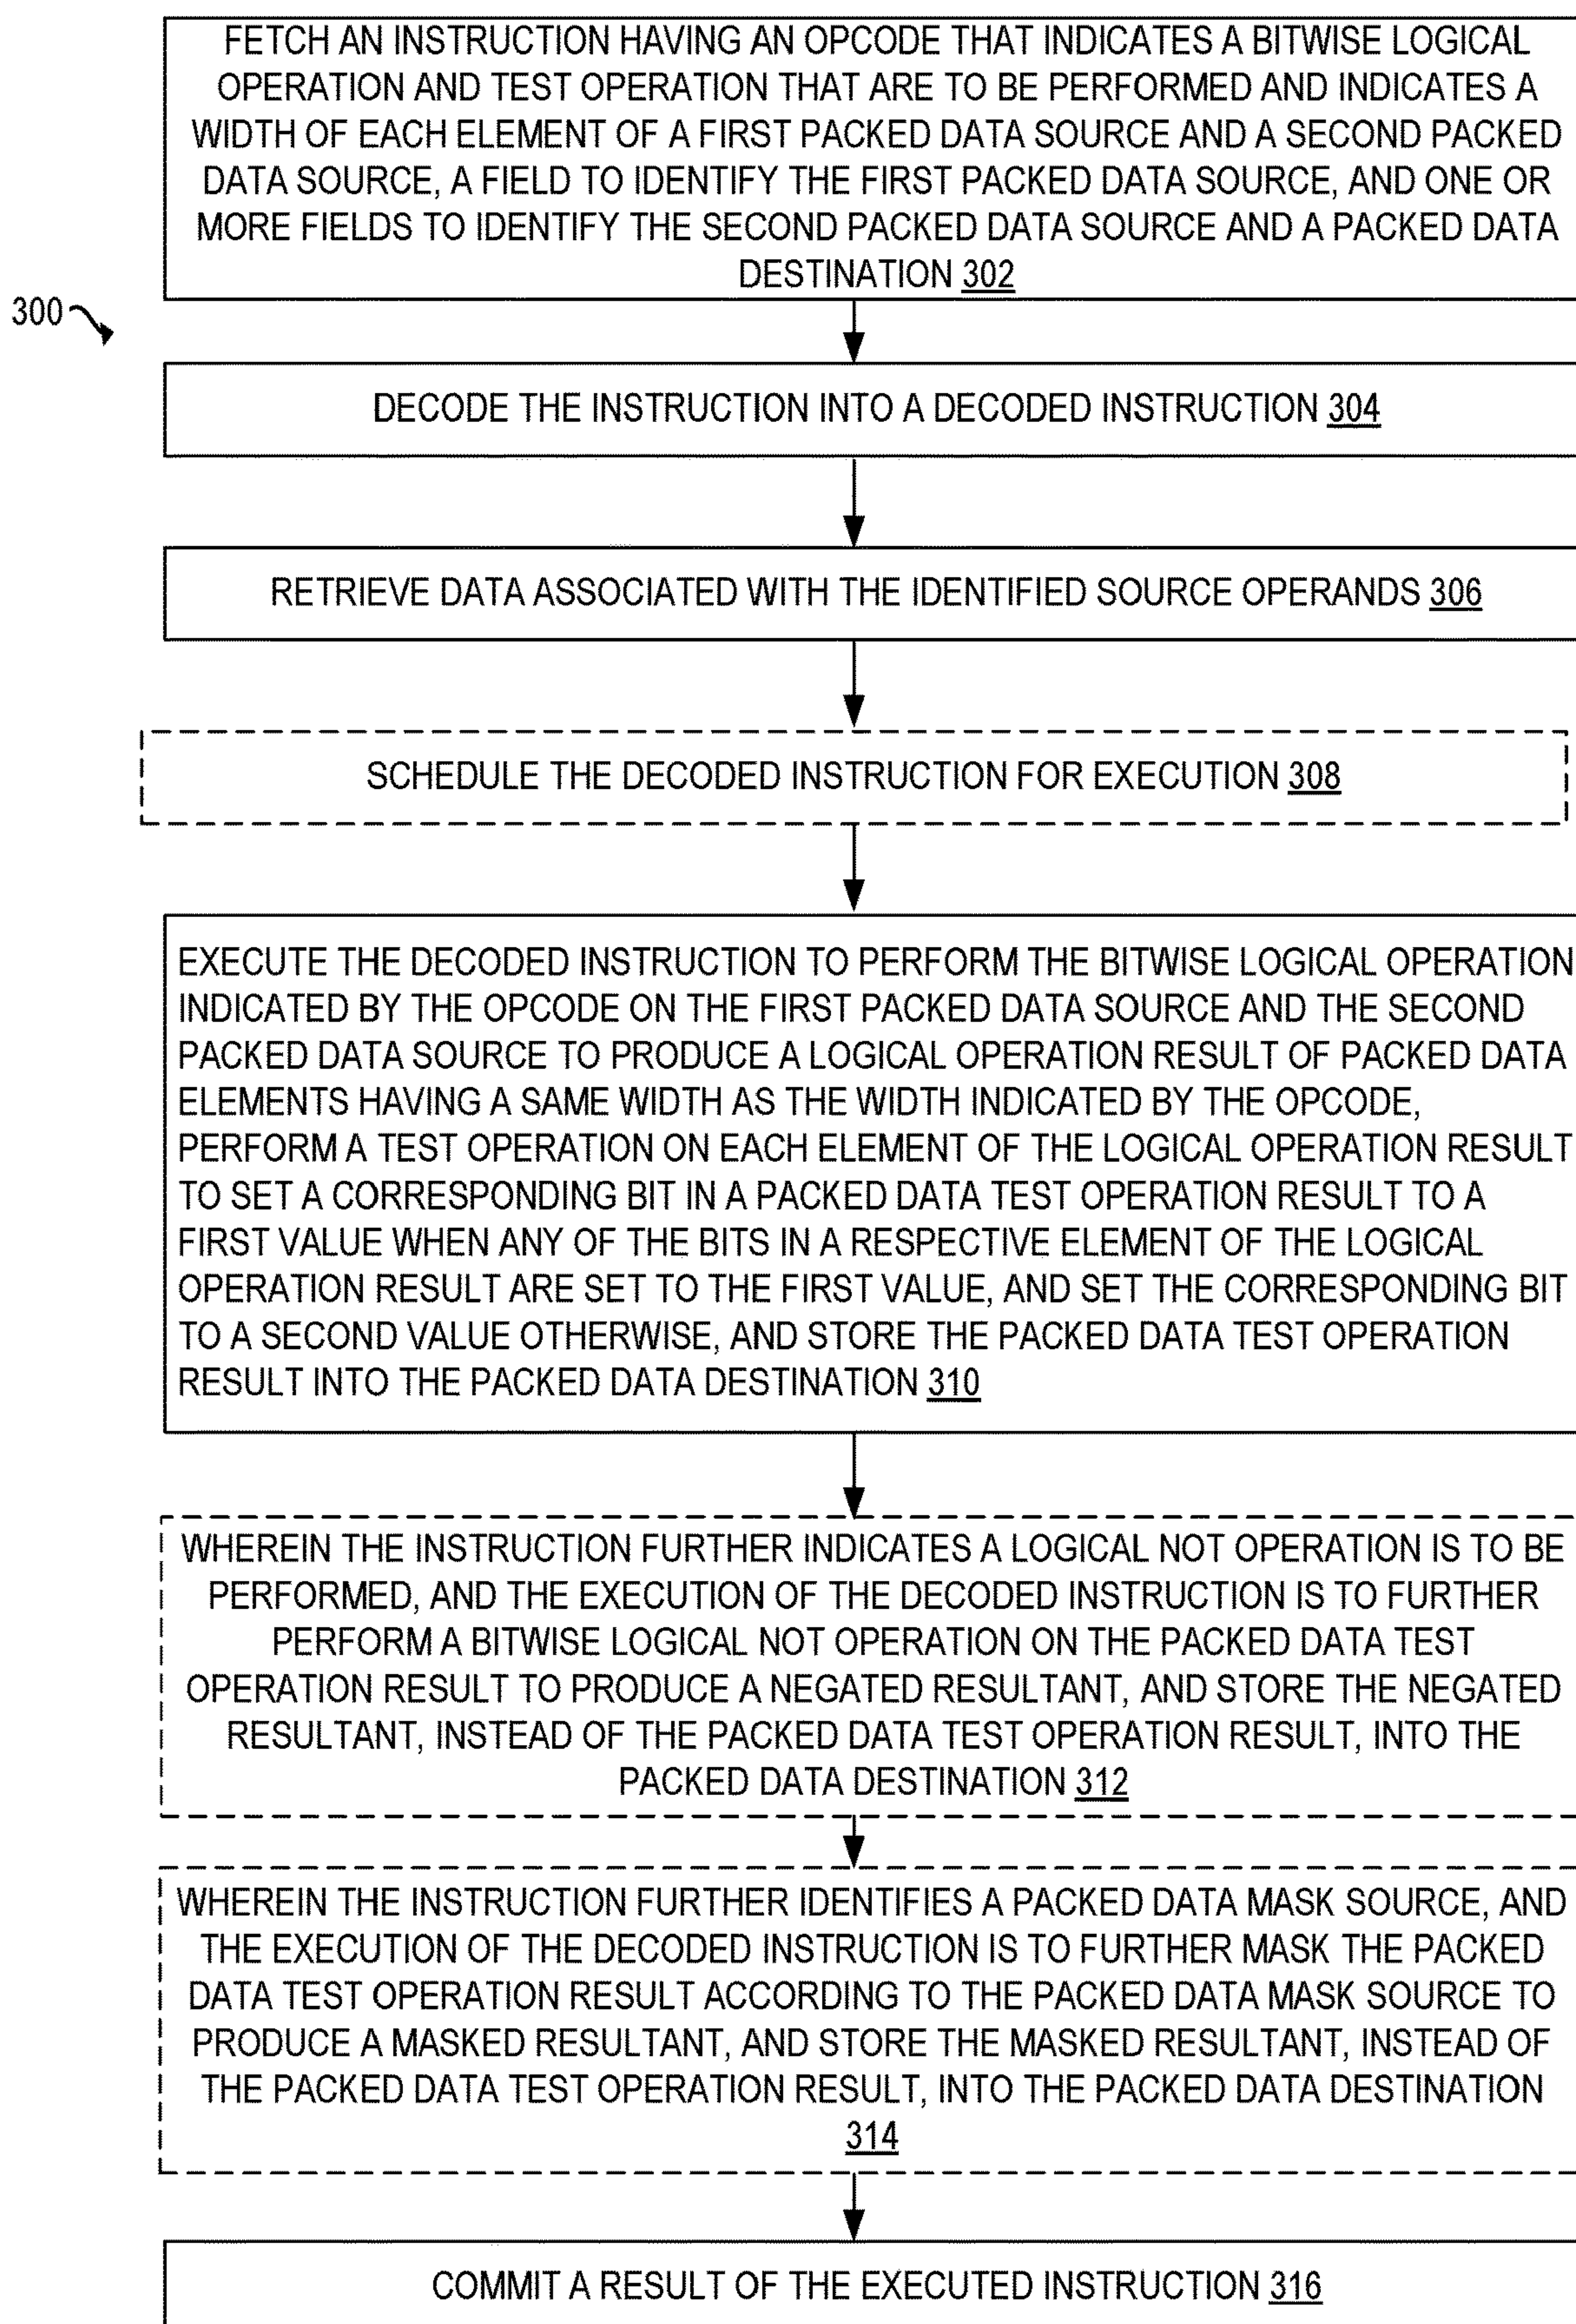 FETCH AN INSTRUCTION HAVING AN OPCODE THAT INDICATES A BITWISE LOGICAL
OPERATION AND TEST OPERATION THAT ARE TO BE PERFORMED AND INDICATES A
WIDTH OF EACH ELEMENT OF A FIRST PACKED DATA SOURCE AND A SECOND PACKED
DATA SOURCE, A FIELD TO IDENTIFY THE FIRST PACKED DATA SOURCE, AND ONE OR
MORE FIELDS TO IDENTIFY THE SECOND PACKED DATA SOURCE AND A PACKED DATA
DESTINATION 302
300
DECODE THE INSTRUCTION INTO A DECODED INSTRUCTION 304
RETRIEVE DATA ASSOCIATED WITH THE IDENTIFIED SOURCE OPERANDS 306
SCHEDULE THE DECODED INSTRUCTION FOR EXECUTION 308
EXECUTE THE DECODED INSTRUCTION TO PERFORM THE BITWISE LOGICAL OPERATION
INDICATED BY THE OPCODE ON THE FIRST PACKED DATA SOURCE AND THE SECOND
PACKED DATA SOURCE TO PRODUCE A LOGICAL OPERATION RESULT OF PACKED DATA
ELEMENTS HAVING A SAME WIDTH AS THE WIDTH INDICATED BY THE OPCODE,
PERFORM A TEST OPERATION ON EACH ELEMENT OF THE LOGICAL OPERATION RESULT
TO SET A CORRESPONDING BIT IN A PACKED DATA TEST OPERATION RESULT TO A
FIRST VALUE WHEN ANY OF THE BITS IN A RESPECTIVE ELEMENT OF THE LOGICAL
OPERATION RESULT ARE SET TO THE FIRST VALUE, AND SET THE CORRESPONDING BIT
TO A SECOND VALUE OTHERWISE, AND STORE THE PACKED DATA TEST OPERATION
RESULT INTO THE PACKED DATA DESTINATION 310
WHEREIN THE INSTRUCTION FURTHER INDICATES A LOGICAL NOT OPERATION IS TO BE
PERFORMED, AND THE EXECUTION OF THE DECODED INSTRUCTION IS TO FURTHER
PERFORM A BITWISE LOGICAL NOT OPERATION ON THE PACKED DATA TEST
OPERATION RESULT TO PRODUCE A NEGATED RESULTANT, AND STORE THE NEGATED
RESULTANT, INSTEAD OF THE PACKED DATA TEST OPERATION RESULT, INTO THE
PACKED DATA DESTINATION 312
WHEREIN THE INSTRUCTION FURTHER IDENTIFIES A PACKED DATA MASK SOURCE, AND
THE EXECUTION OF THE DECODED INSTRUCTION IS TO FURTHER MASK THE PACKED
DATA TEST OPERATION RESULT ACCORDING TO THE PACKED DATA MASK SOURCE TO
PRODUCE A MASKED RESULTANT, AND STORE THE MASKED RESULTANT, INSTEAD OF
THE PACKED DATA TEST OPERATION RESULT, INTO THE PACKED DATA DESTINATION
314
COMMIT A RESULT OF THE EXECUTED INSTRUCTION 316